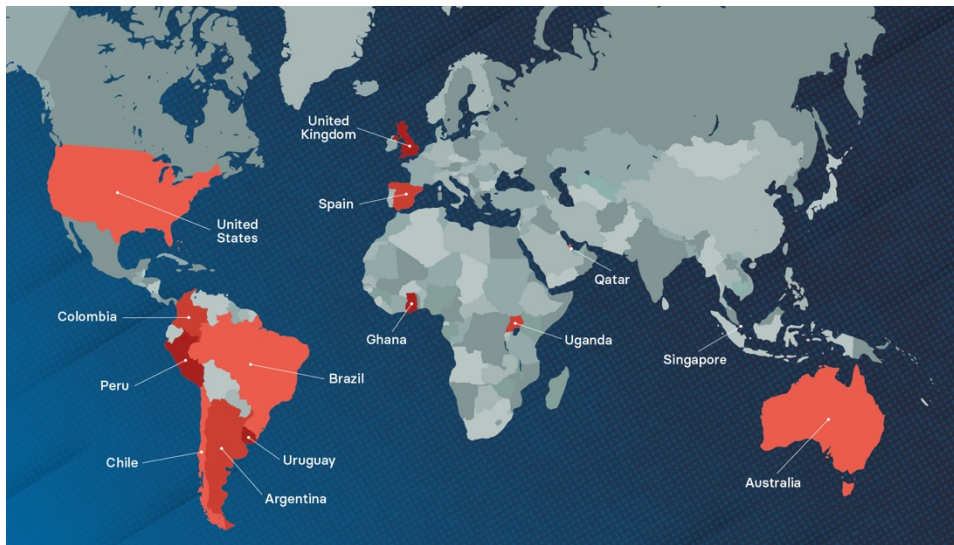 United
Kingdom
Spain
United
States
Qatar
Colombia
Ghana
Uganda
Singapore
Peru
Brazil
Chile
Uruguay
Argentina
Australia